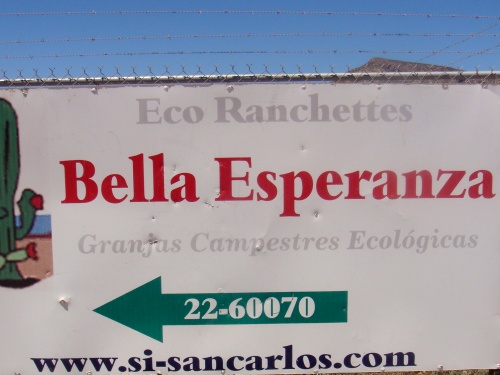 Eco Ranchettes
Bella Esperanza
Granjas Campestres Ecológicas
22-60070
www.si-sancarlos.com